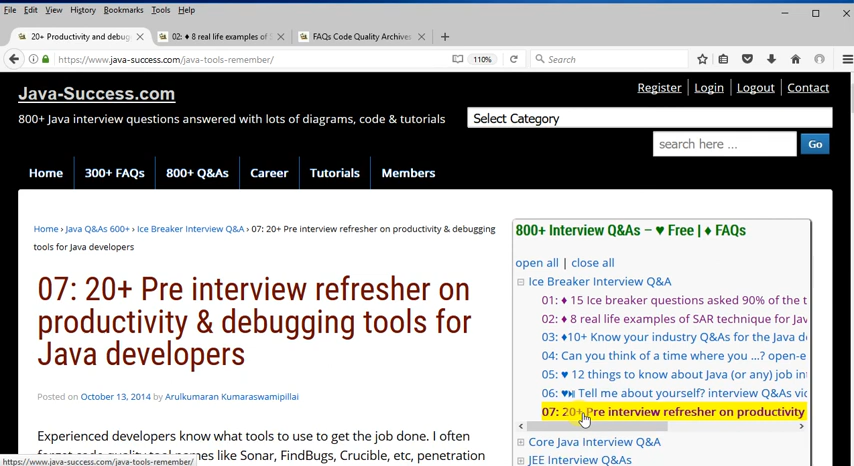 File Edit View History Bookmarks Tools Help
20+ Productivity and debug
02: ♦ 8 real life examples of S
FAQs Code Quality Archives
https://www.java-success.com/java-tools-remember/
110%
Search
Java-Success.com
Register | Login | Logout | Contact
800+ Java interview questions answered with lots of diagrams, code & tutorials
Select Category
search here ...
Go
Home 300+ FAQs 800+ Q&As Career Tutorials Members
Home › Java Q&As 600+ › Ice Breaker Interview Q&A › 07: 20+ Pre interview refresher on productivity & debugging
tools for Java developers
07: 20+ Pre interview refresher on
productivity & debugging tools for
Java developers
Posted on October 13, 2014 by Arulkumaran Kumaraswamipillai
Experienced developers know what tools to use to get the job done. I often
forget code quality tool names like Sonar, FindBugs, Crucible, etc, penetration
800+ Interview Q&As – ♥ Free | ♦ FAQs
open all | close all
Ice Breaker Interview Q&A
01: ♦ 15 Ice breaker questions asked 90% of the t
02: ♦ 8 real life examples of SAR technique for Jav
03: ♦10+ Know your industry Q&As for the Java d
04: Can you think of a time where you …? open-e
05: ♥ 12 things to know about Java (or any) job in
06: ♥⏯ Tell me about yourself? interview Q&As vi
07: 20+ Pre interview refresher on productivity
Core Java Interview Q&A
JEE Interview Q&As
https://www.java-success.com/java-tools-remember/